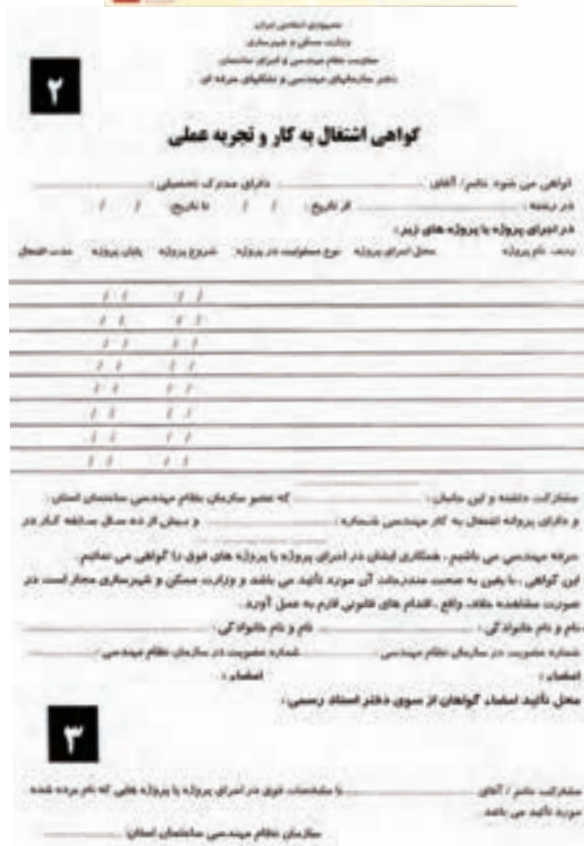 جمهوری اسلامی ایران
وزارت مسکن و شهرسازی
معاونت نظام مهندسی و اجرای ساختمان
دفتر سازمانهای مهندسی و تشکلهای حرفه ای
۲
گواهی اشتغال به کار و تجربه عملی
گواهی می شود خانم/ آقای : دارای مدرک تحصیلی :
در رشته : از تاریخ : / / تا تاریخ: / /
در اجرای پروژه یا پروژه های زیر :
ردیف نام پروژه محل اجرای پروژه نوع مسئولیت در پروژه شروع پروژه پایان پروژه مدت اشتغال
/ / / /
/ / / /
/ / / /
/ / / /
/ / / /
/ / / /
/ / / /
/ / / /
مشارکت داشته و این جانبان : که عضو سازمان نظام مهندسی ساختمان استان :
و دارای پروانه اشتغال به کار مهندسی شماره : و بیش از ده سال سابقه کار در
حرفه مهندسی می باشیم ، همکاری ایشان در اجرای پروژه یا پروژه های فوق را گواهی می نمائیم.
این گواهی ، با یقین به صحت مندرجات آن مورد تأئید می باشد و وزارت مسکن و شهرسازی مجاز است در
صورت مشاهده خلاف واقع ، اقدام های قانونی لازم به عمل آورد .
نام و نام خانوادگی : نام و نام خانوادگی :
شماره عضویت در سازمان نظام مهندسی : شماره عضویت در سازمان نظام مهندسی :
امضاء : امضاء :
محل تأئید امضاء گواهان از سوی دفتر اسناد رسمی :
۳
مشارکت خانم / آقای با مشخصات فوق در اجرای پروژه یا پروژه هایی که نام برده شده
مورد تأئید می باشد .
سازمان نظام مهندسی ساختمان استان: